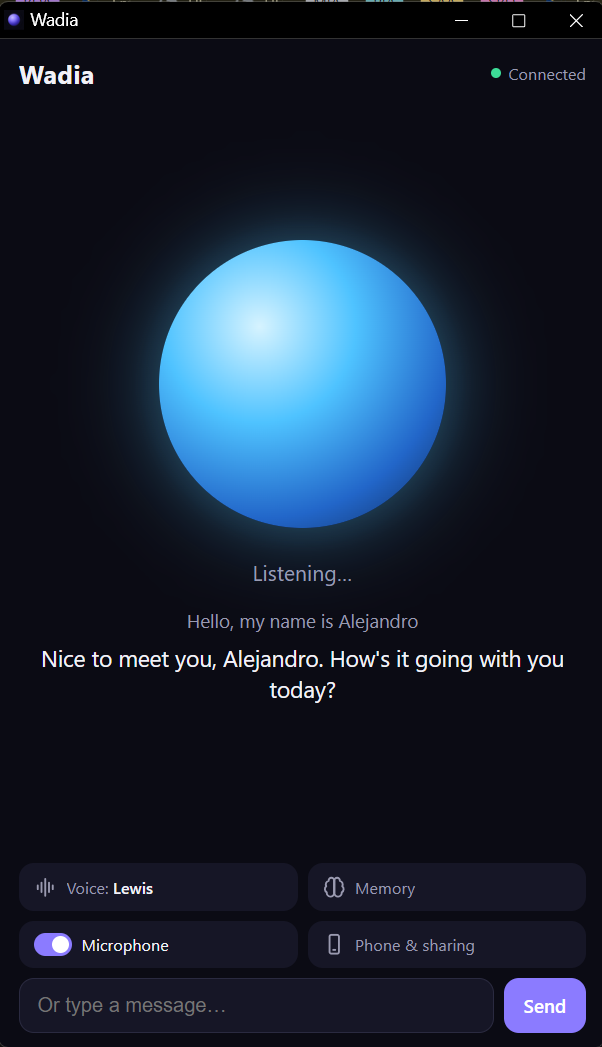 Wadia
Wadia
Connected
Listening...
Hello, my name is Alejandro
Nice to meet you, Alejandro. How's it going with you
today?
Voice: Lewis
Memory
Microphone
Phone & sharing
Or type a message...
Send